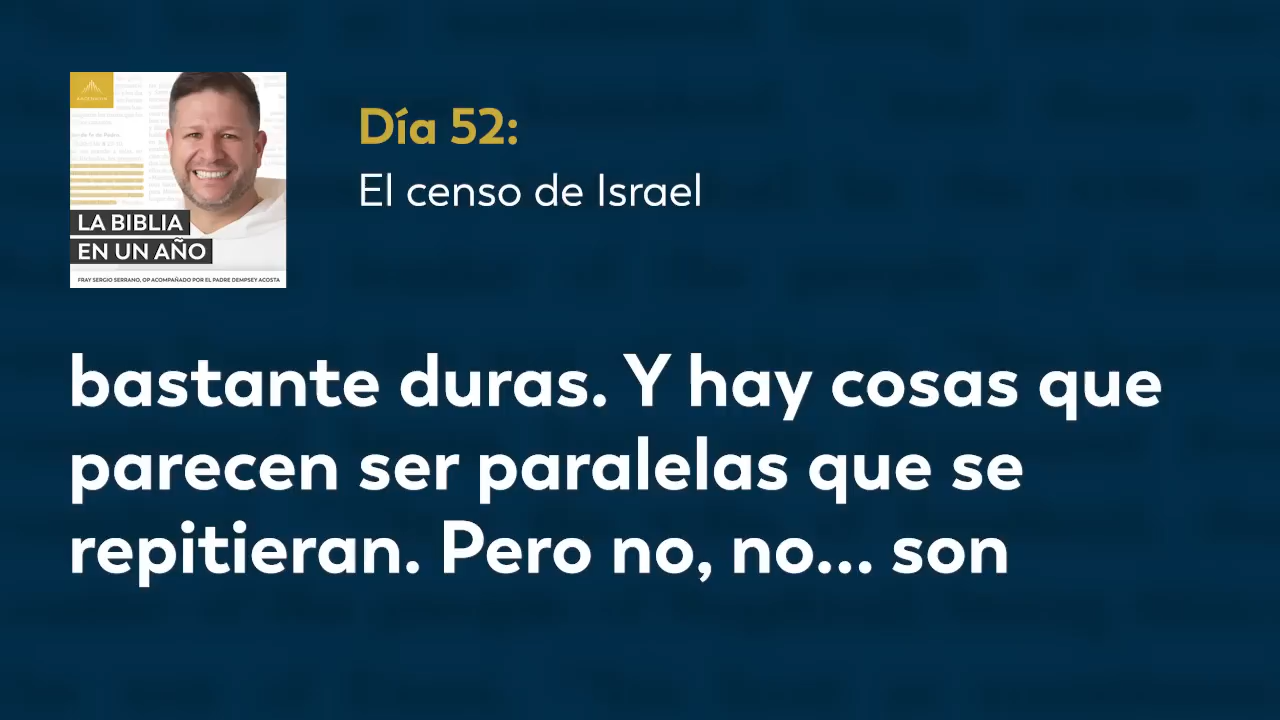 ASCENSION
LA BIBLIA
EN UN AÑO
FRAY SERGIO SERRANO, OP ACOMPAÑADO POR EL PADRE DEMPSEY ACOSTA
Día 52:
El censo de Israel
bastante duras. Y hay cosas que
parecen ser paralelas que se
repitieran. Pero no, no... son